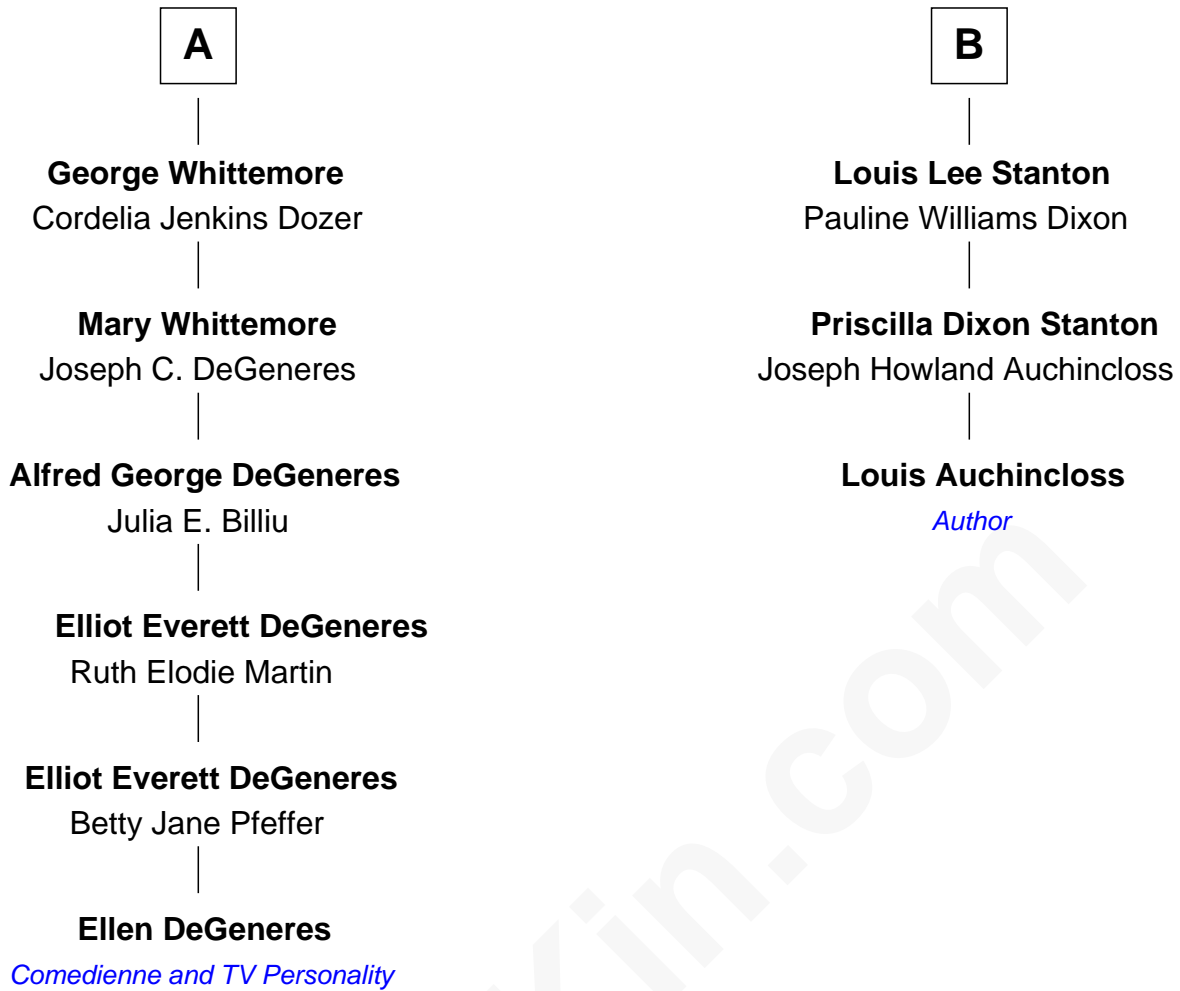 A
George Whittemore
Cordelia Jenkins Dozer
Mary Whittemore
Joseph C. DeGeneres
Alfred George DeGeneres
Julia E. Billiu
Elliot Everett DeGeneres
Ruth Elodie Martin
Elliot Everett DeGeneres
Betty Jane Pfeffer
Ellen DeGeneres
Comedienne and TV Personality
B
Louis Lee Stanton
Pauline Williams Dixon
Priscilla Dixon Stanton
Joseph Howland Auchincloss
Louis Auchincloss
Author